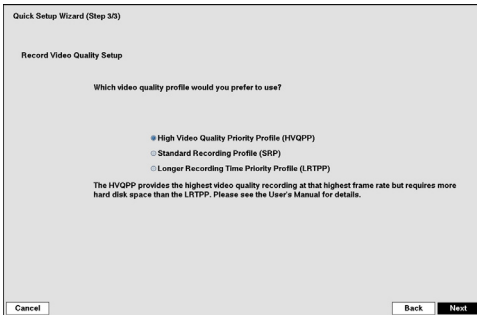 Quick Setup Wizard (Step 3/3)
Record Video Quality Setup
Which video quality profile would you prefer to use?
High Video Quality Priority Profile (HVQPP)
Standard Recording Profile (SRP)
Longer Recording Time Priority Profile (LRTPP)
The HVQPP provides the highest video quality recording at that highest frame rate but requires more
hard disk space than the LRTPP. Please see the User's Manual for details.
Cancel
Back
Next